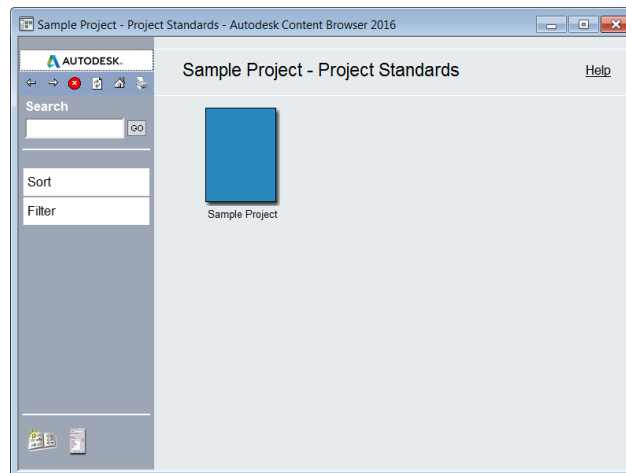 Sample Project - Project Standards - Autodesk Content Browser 2016
AUTODESK.
Search
GO
Sort
Filter
Sample Project - Project Standards
Help
Sample Project